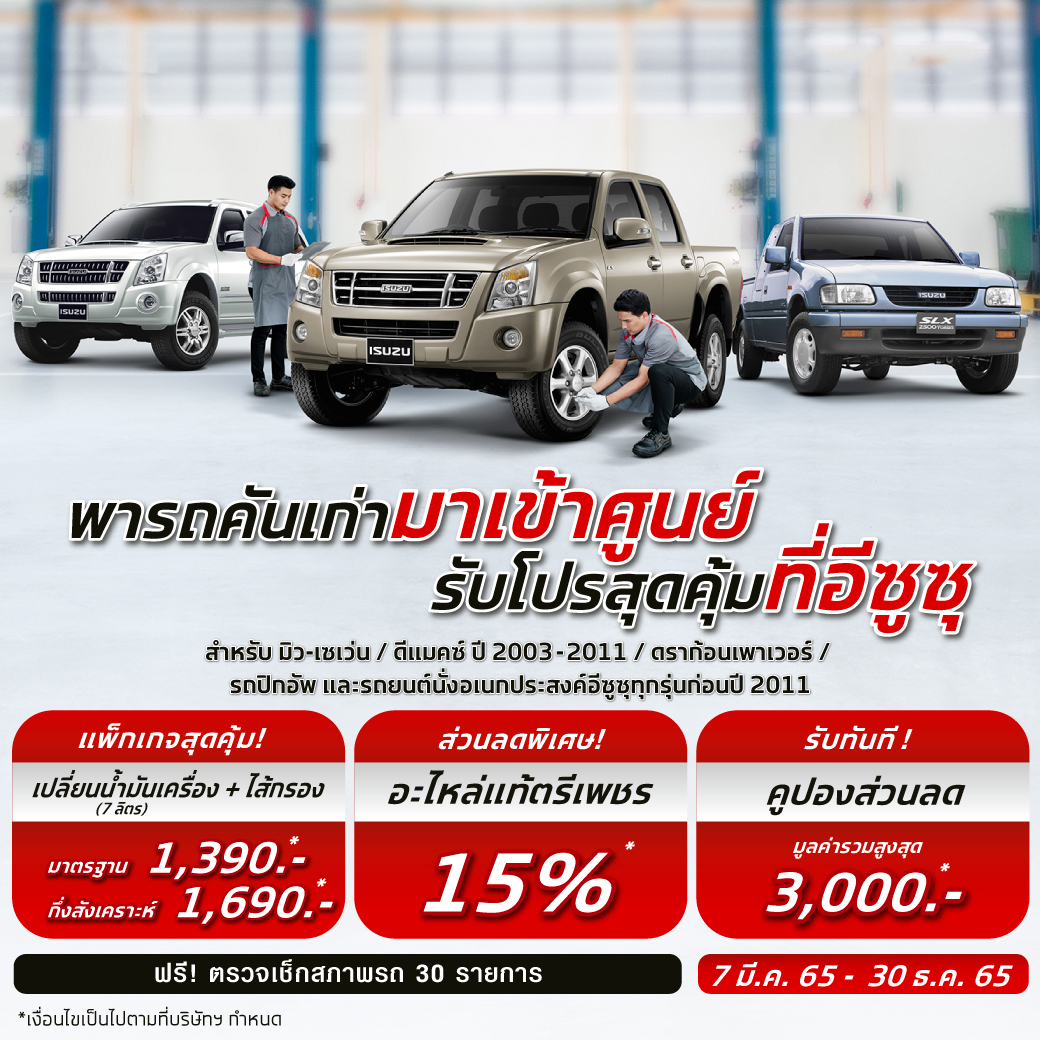 ISUZU
ISUZU
ISUZU
ISUZU
ISUZU
SLX
2500 TURBO
พารถคันเก่ามาเข้าศูนย์
รับโปรสุดคุ้มที่อีซูซุ
สำหรับ มิว-เซเว่น / ดีแมคซ์ ปี 2003-2011 / ดราก้อนเพาเวอร์ /
รถปิกอัพ และรถยนต์นั่งอเนกประสงค์อีซูซุทุกรุ่นก่อนปี 2011
แพ็กเกจสุดคุ้ม!
เปลี่ยนน้ำมันเครื่อง + ไส้กรอง
(7 ลิตร)
มาตรฐาน 1,390.-*
กึ่งสังเคราะห์ 1,690.-*
ส่วนลดพิเศษ!
อะไหล่แท้ตรีเพชร
15%*
รับทันที !
คูปองส่วนลด
มูลค่ารวมสูงสุด
3,000.-*
ฟรี! ตรวจเช็กสภาพรถ 30 รายการ
7 มี.ค. 65 - 30 ธ.ค. 65
*เงื่อนไขเป็นไปตามที่บริษัทฯ กำหนด